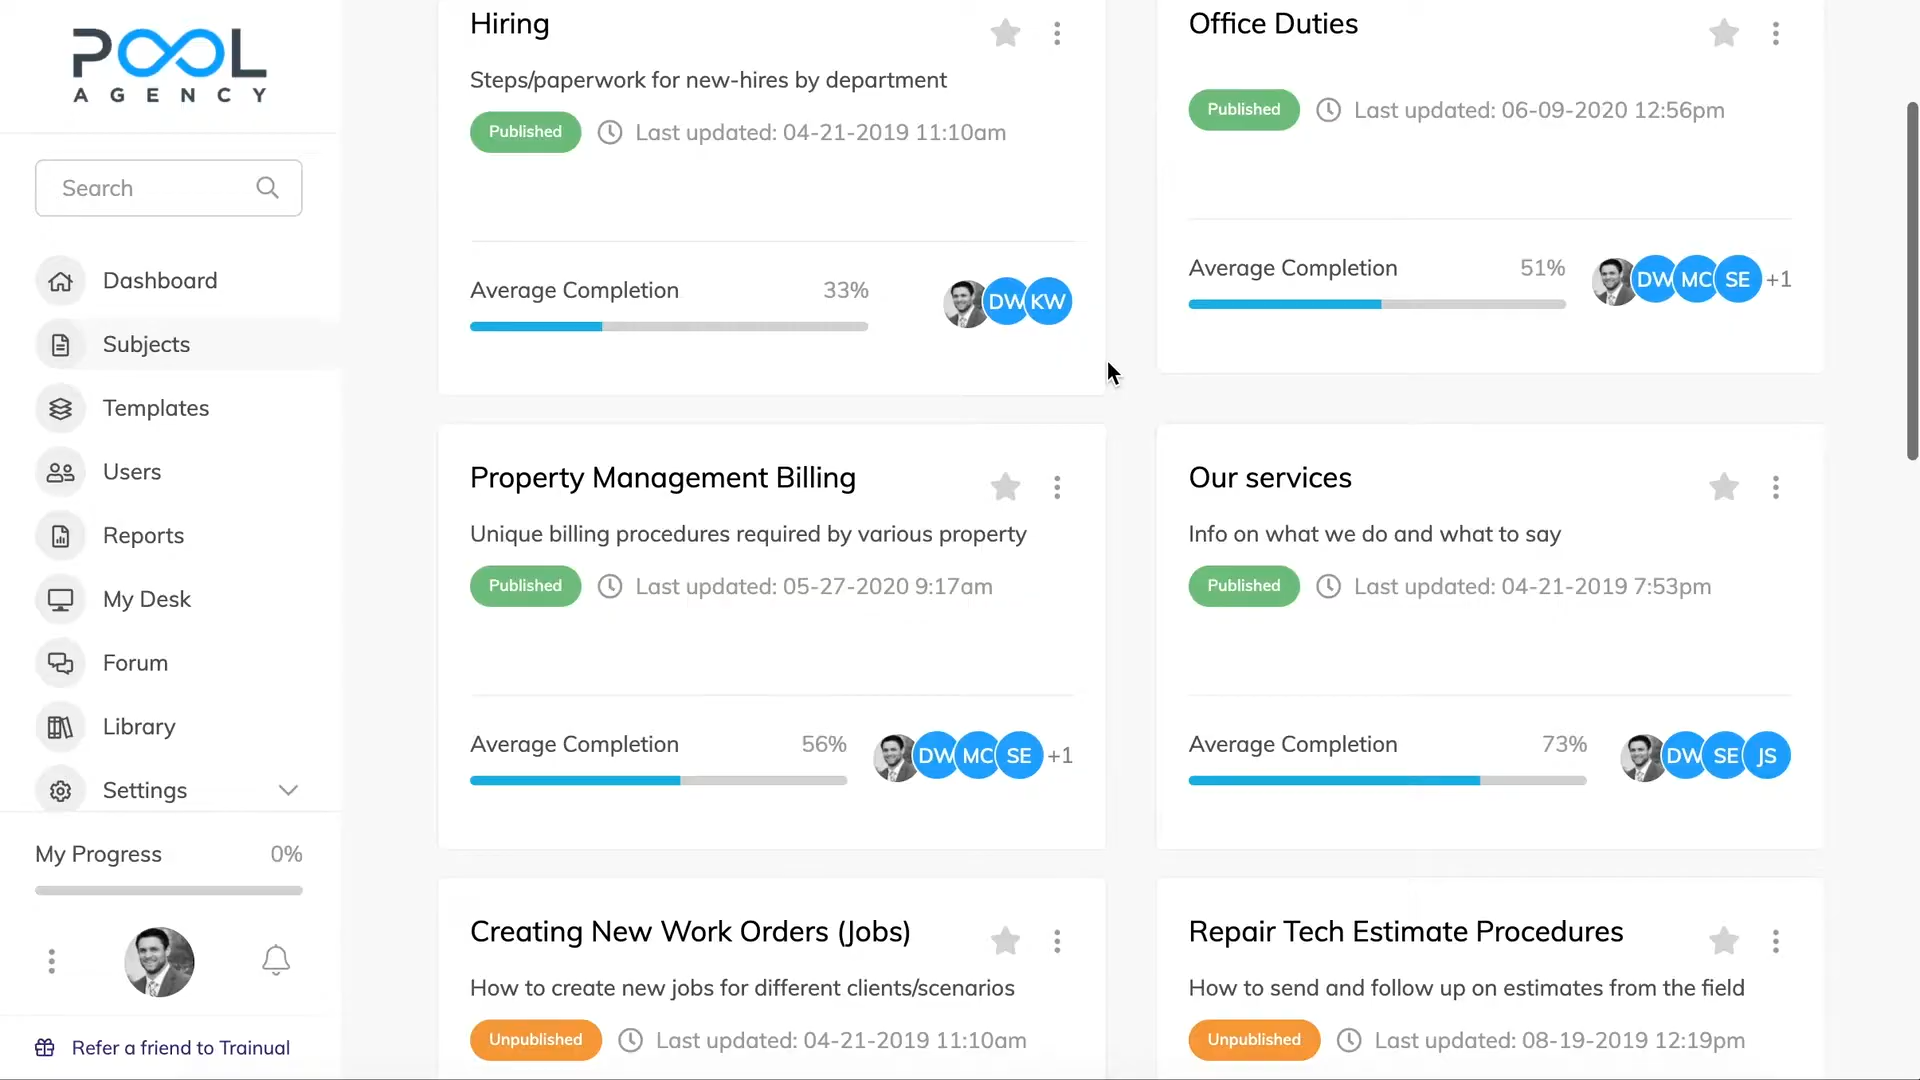 POOL
AGENCY
Search
Dashboard
Subjects
Templates
Users
Reports
My Desk
Forum
Library
Settings
My Progress 0%
Refer a friend to Trainual
Hiring
Steps/paperwork for new-hires by department
Published Last updated: 04-21-2019 11:10am
Average Completion 33% DW KW
Office Duties
Published Last updated: 06-09-2020 12:56pm
Average Completion 51% DW MC SE +1
Property Management Billing
Unique billing procedures required by various property
Published Last updated: 05-27-2020 9:17am
Average Completion 56% DW MC SE +1
Our services
Info on what we do and what to say
Published Last updated: 04-21-2019 7:53pm
Average Completion 73% DW SE JS
Creating New Work Orders (Jobs)
How to create new jobs for different clients/scenarios
Unpublished Last updated: 04-21-2019 11:10am
Repair Tech Estimate Procedures
How to send and follow up on estimates from the field
Unpublished Last updated: 08-19-2019 12:19pm